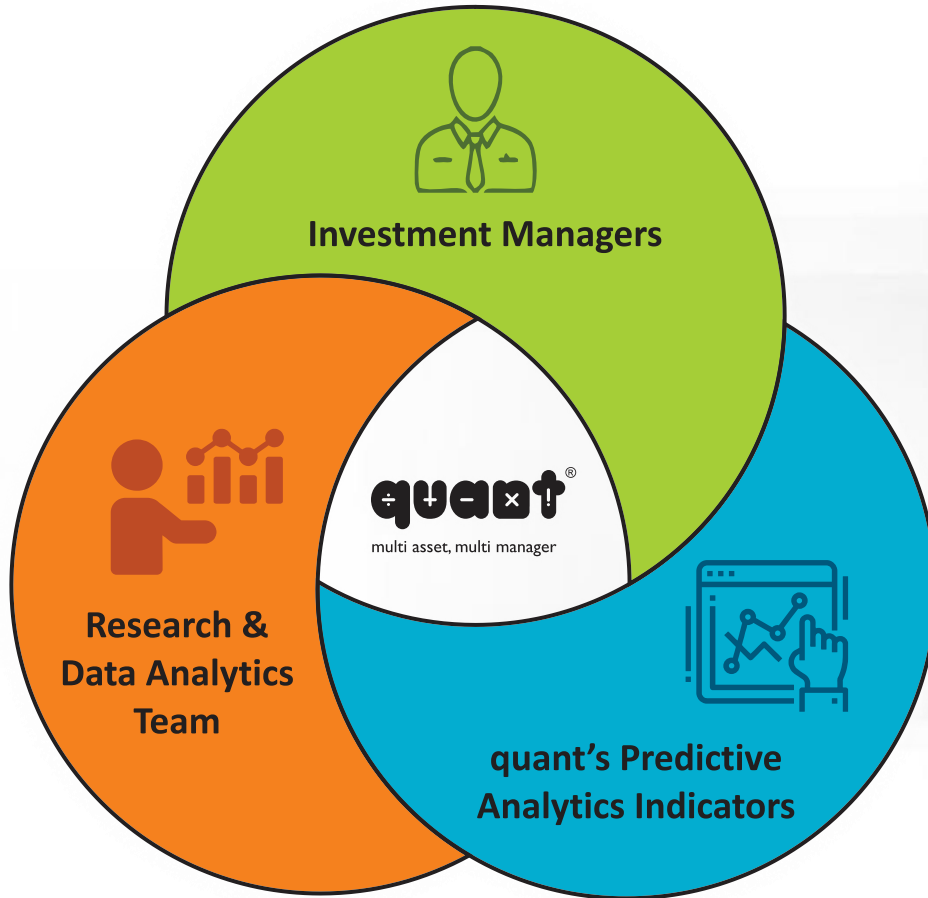 Investment Managers
quant®
multi asset, multi manager
Research &
Data Analytics
Team
quant’s Predictive
Analytics Indicators